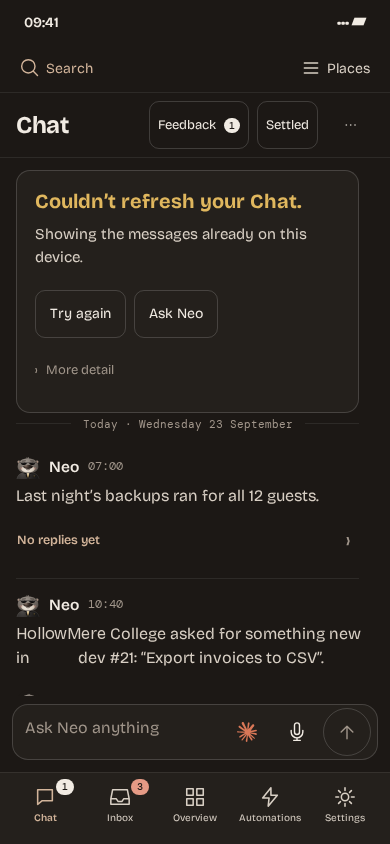 09:41
Search
Places
Chat
Feedback 1
Settled
Couldn’t refresh your Chat.
Showing the messages already on this
device.
Try again
Ask Neo
More detail
Today · Wednesday 23 September
Neo 07:00
Last night’s backups ran for all 12 guests.
No replies yet
Neo 10:40
HollowMere College asked for something new
in dev #21: “Export invoices to CSV”.
Ask Neo anything
1
3
Chat
Inbox
Overview
Automations
Settings